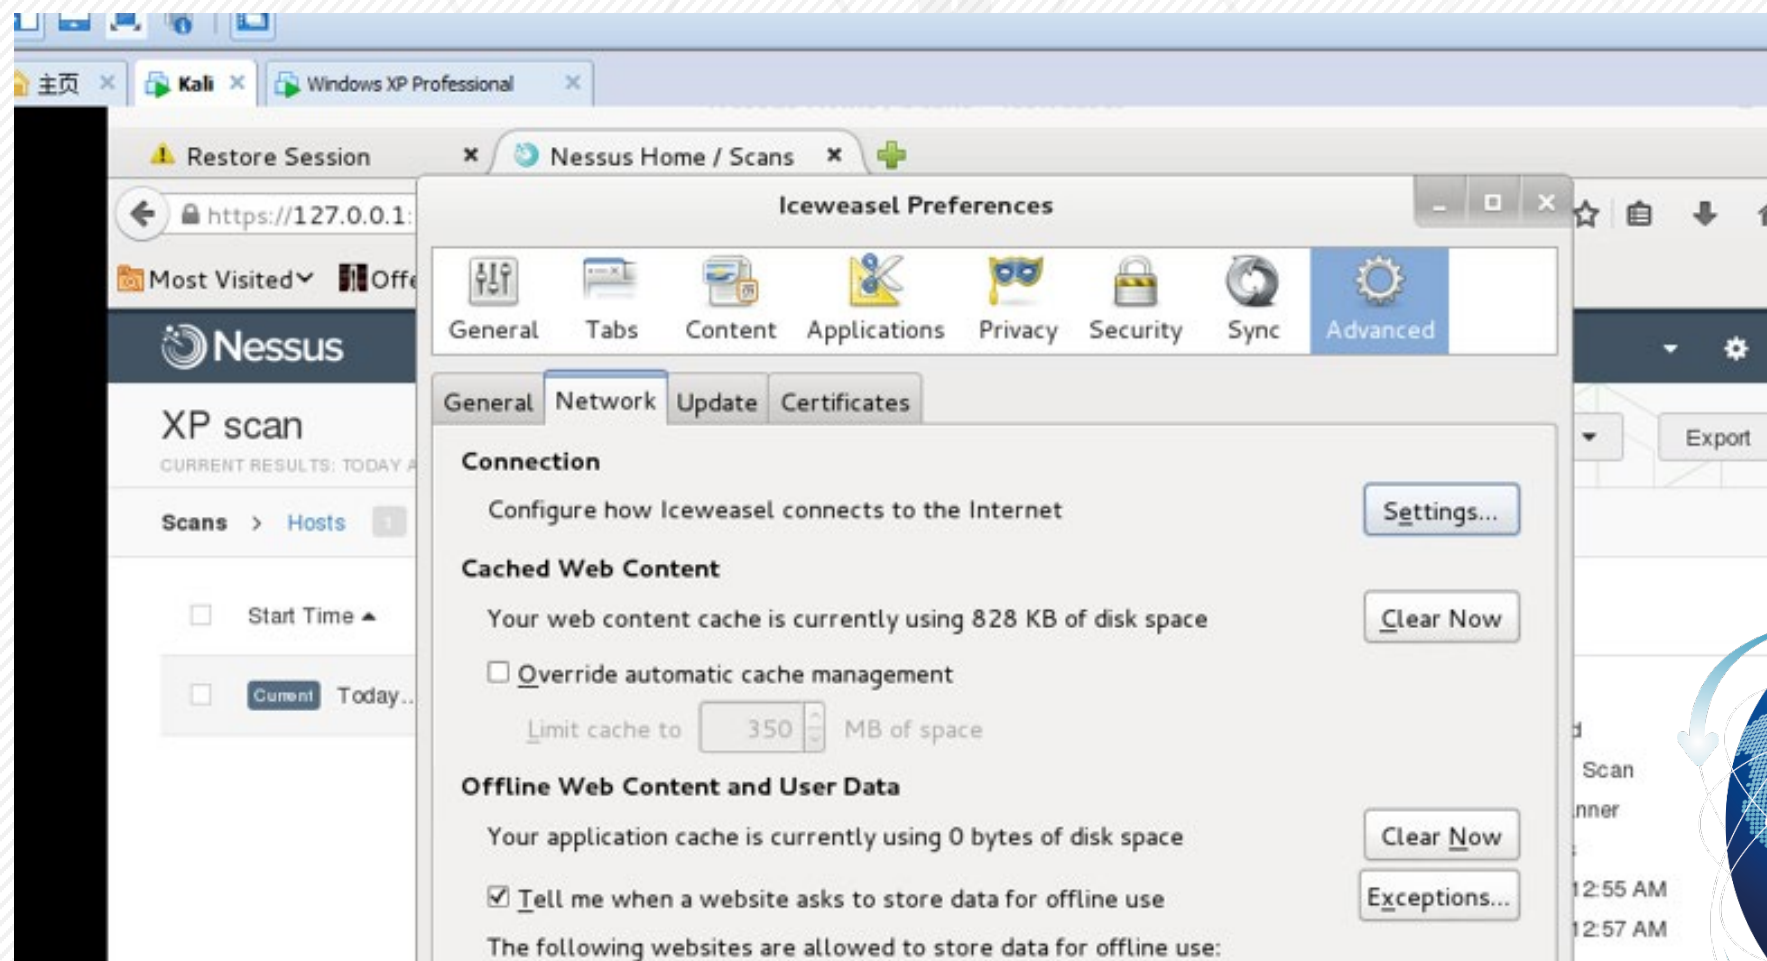 主页
Kali
Windows XP Professional
Restore Session
Nessus Home / Scans
Iceweasel Preferences
https://127.0.0.1:
Most Visited
Offe
General Tabs Content Applications Privacy Security Sync Advanced
Nessus
General Network Update Certificates
XP scan
Export
CURRENT RESULTS: TODAY A
Connection
Scans > Hosts 1
Configure how Iceweasel connects to the Internet
Settings...
Cached Web Content
Start Time
Your web content cache is currently using 828 KB of disk space
Clear Now
Override automatic cache management
Current Today...
Limit cache to 350 MB of space
d
Scan
Offline Web Content and User Data
nner
Your application cache is currently using 0 bytes of disk space
Clear Now
Tell me when a website asks to store data for offline use
Exceptions...
12:55 AM
12:57 AM
The following websites are allowed to store data for offline use: